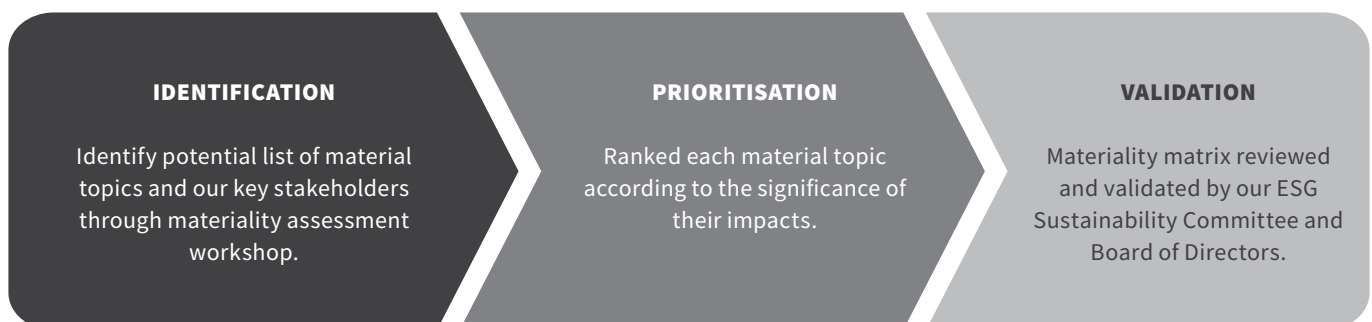 IDENTIFICATION
Identify potential list of material
topics and our key stakeholders
through materiality assessment
workshop.
PRIORITISATION
Ranked each material topic
according to the significance of
their impacts.
VALIDATION
Materiality matrix reviewed
and validated by our ESG
Sustainability Committee and
Board of Directors.